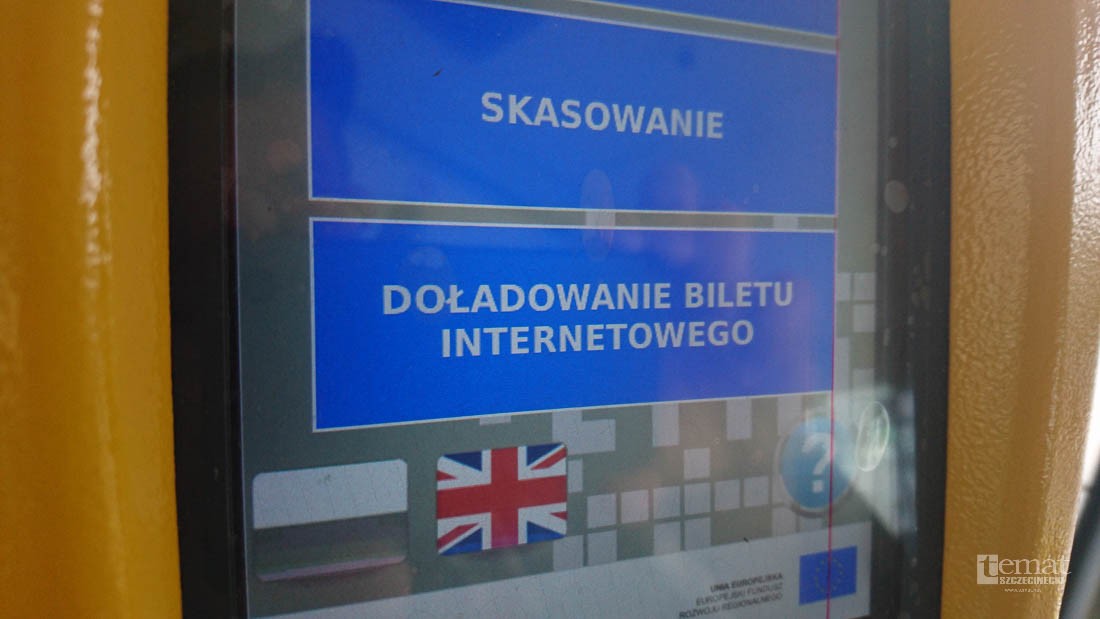 SKASOWANIE
DOŁADOWANIE BILETU
INTERNETOWEGO
?
UNIA EUROPEJSKA
EUROPEJSKI FUNDUSZ
ROZWOJU REGIONALNEGO
temat
SZCZECINECKI